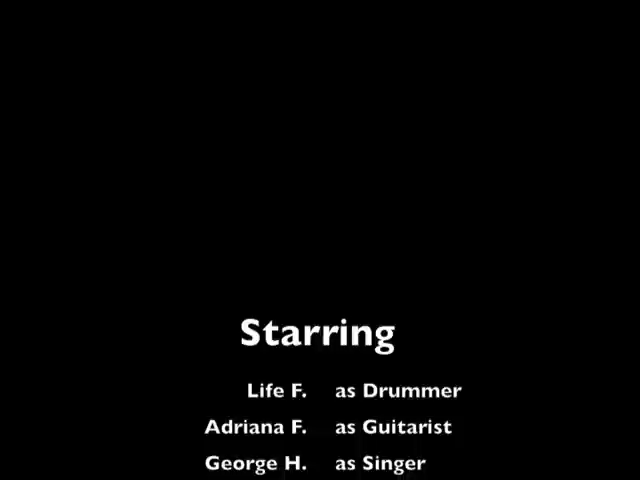 Starring
Life F. as Drummer
Adriana F. as Guitarist
George H. as Singer